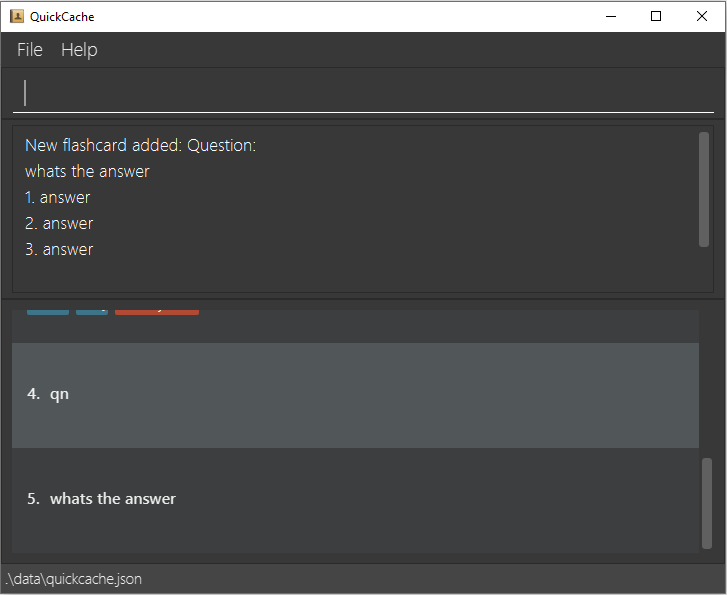 QuickCache
File Help
New flashcard added: Question:
whats the answer
1. answer
2. answer
3. answer
4. qn
5. whats the answer
.\data\quickcache.json